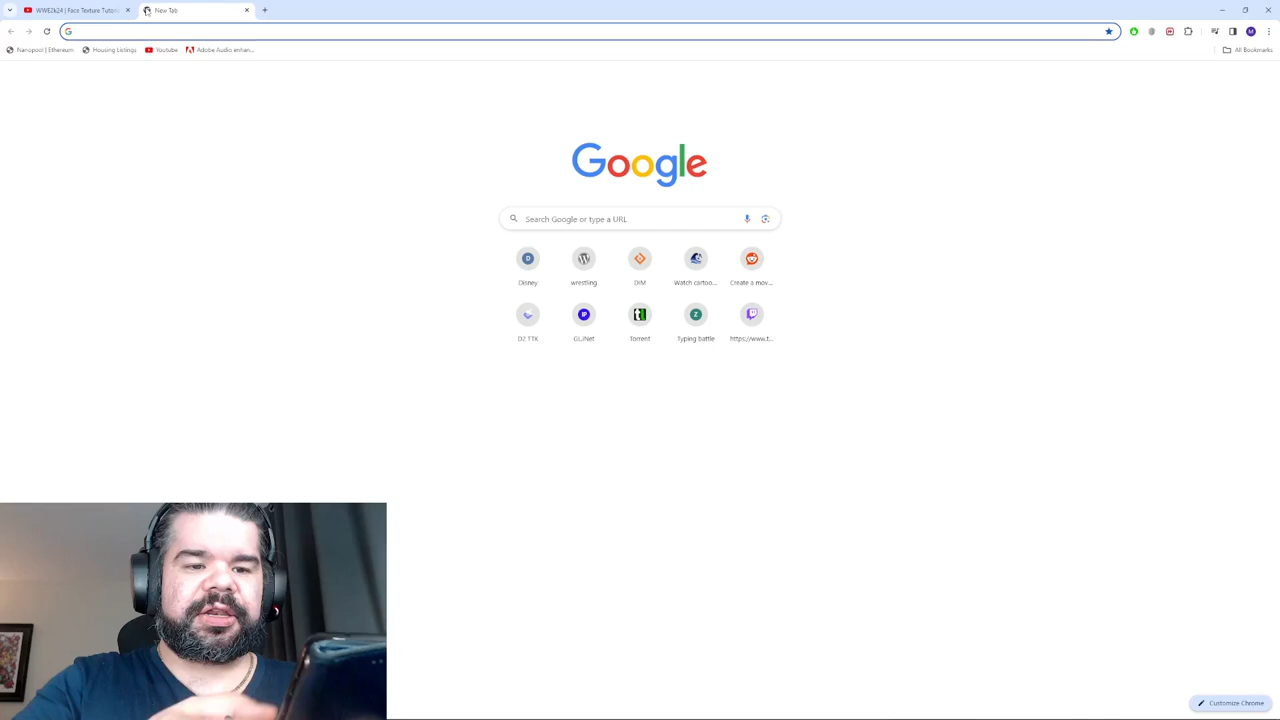 WWE2k24 | Face Texture Tutori
New Tab
Nanopool | Ethereum
Housing Listings
Youtube
Adobe Audio enhan...
All Bookmarks
M
Google
Search Google or type a URL
D
Disney
wrestling
DIM
Watch cartoo...
Create a mov...
IP
Z
D2 TTK
GL.iNet
Torrent
Typing battle
https://www.t...
Customize Chrome